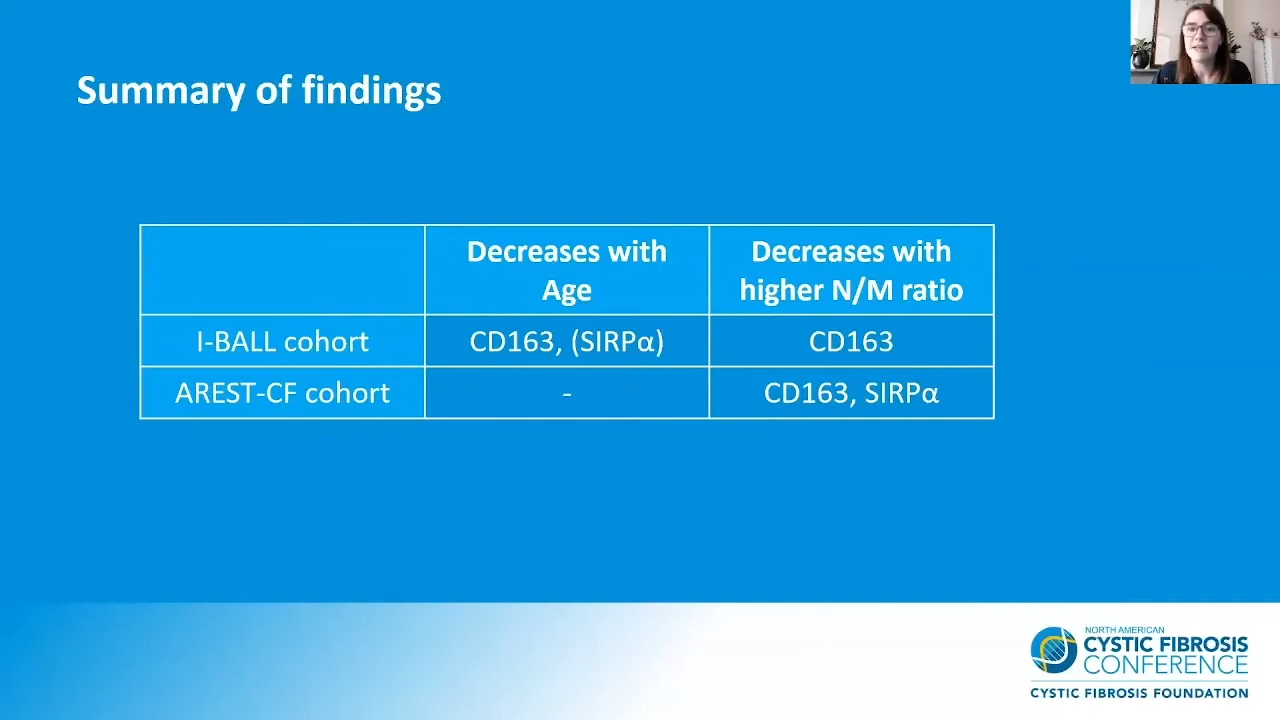 Summary of findings
Decreases with
Age
Decreases with
higher N/M ratio
I-BALL cohort
CD163, (SIRPα)
CD163
AREST-CF cohort
-
CD163, SIRPα
NORTH AMERICAN
CYSTIC FIBROSIS
CONFERENCE
CYSTIC FIBROSIS FOUNDATION